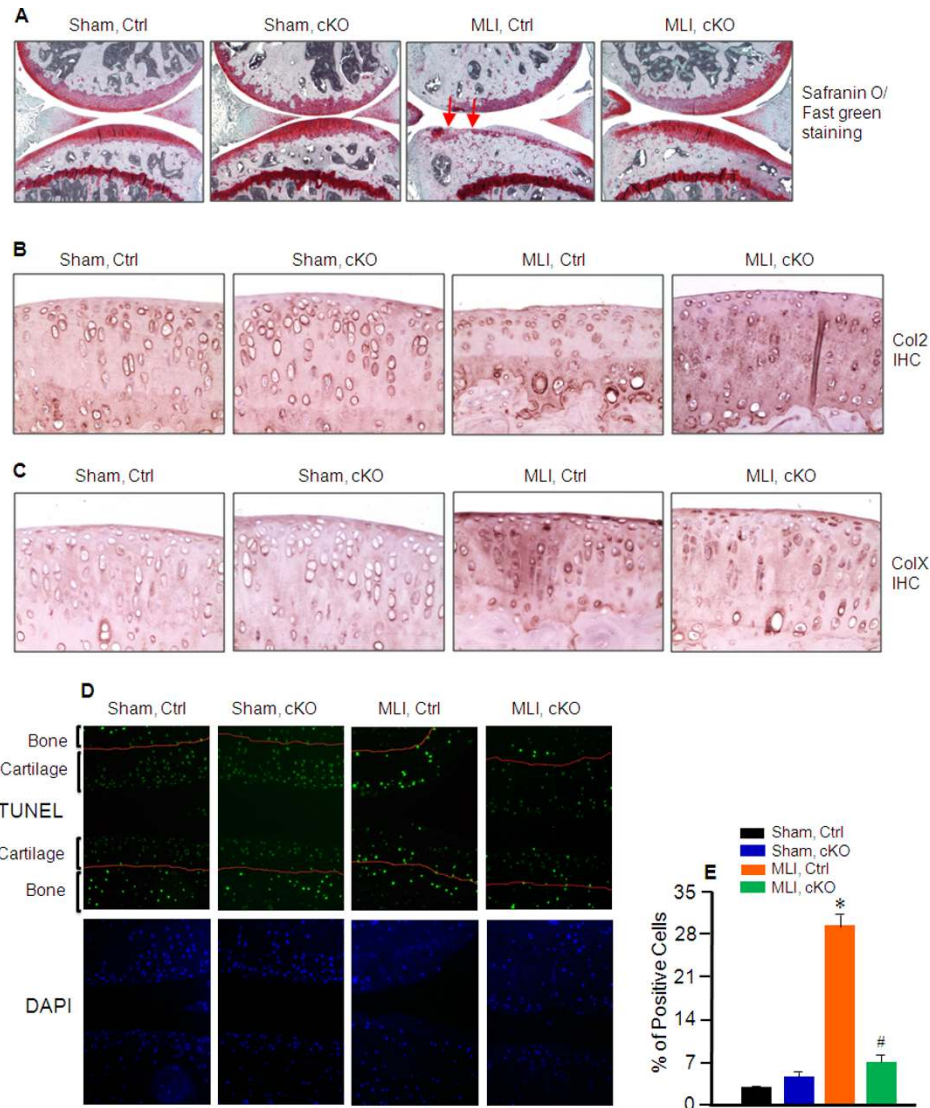 A
Sham, Ctrl
Sham, cKO
MLI, Ctrl
MLI, cKO
Safranin O/
Fast green
staining
B
Sham, Ctrl
Sham, cKO
MLI, Ctrl
MLI, cKO
Col2
IHC
C
Sham, Ctrl
Sham, cKO
MLI, Ctrl
MLI, cKO
ColX
IHC
D
Sham, Ctrl
Sham, cKO
MLI, Ctrl
MLI, cKO
Bone
Cartilage
TUNEL
Cartilage
Bone
DAPI
Sham, Ctrl
Sham, cKO
MLI, Ctrl
MLI, cKO
E
% of Positive Cells
35
28
21
14
7
0
*
#